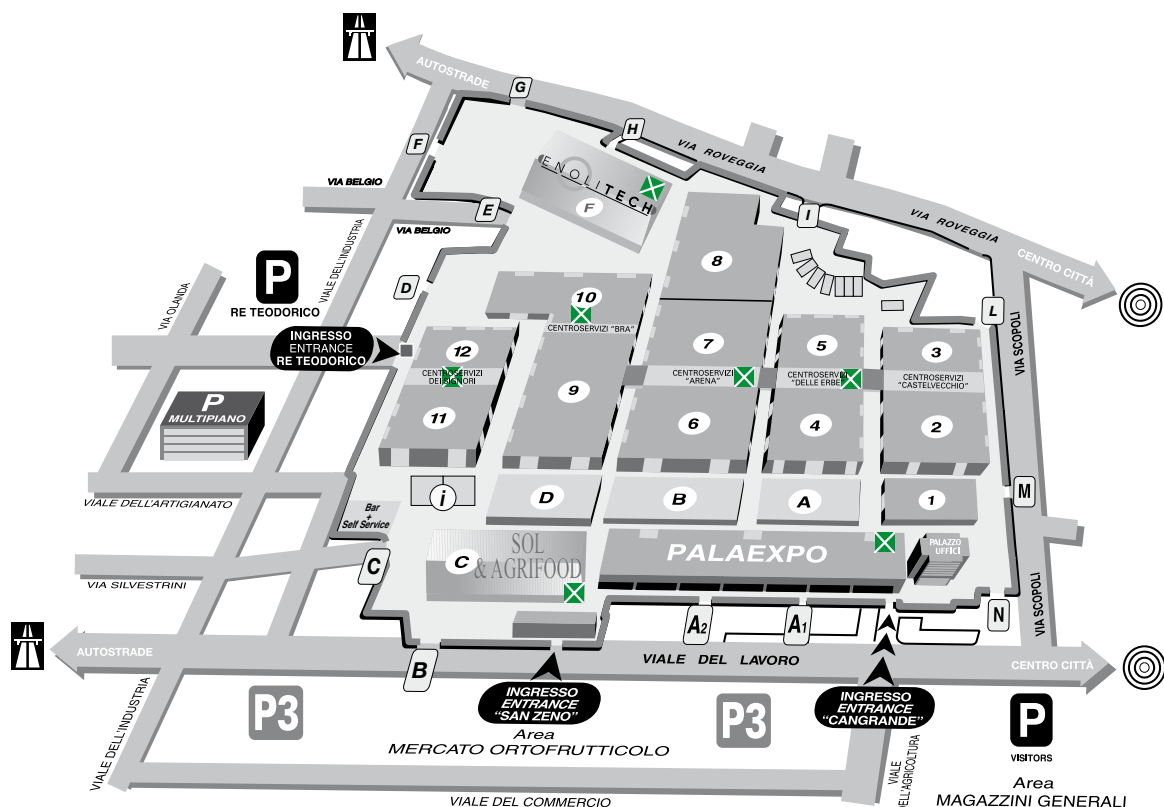 AUTOSTRADE
G
H
VIA ROVEGGIA
F
ENOLITECH
F
VIA BELGIO
E
VIA BELGIO
I
VIA ROVEGGIA
CENTRO CITTÀ
VIALE DELL'INDUSTRIA
P
RE TEODORICO
D
8
10
L
VIA OLANDA
INGRESSO
ENTRANCE
RE TEODORICO
CENTROSERVIZI "BRA"
12
7
5
3
VIA SCOPOLI
CENTROSERVIZI
DEI SIGNORI
9
CENTROSERVIZI
"ARENA"
CENTROSERVIZI
"DELLE ERBE"
CENTROSERVIZI
"CASTELVECCHIO"
P
MULTIPIANO
11
6
4
2
VIALE DELL'ARTIGIANATO
i
D
B
A
1
M
Bar
+
Self Service
C
C
SOL
& AGRIFOOD
PALAEXPO
PALAZZO
UFFICI
VIA SILVESTRINI
N
VIA SCOPOLI
A2
A1
AUTOSTRADE
B
VIALE DEL LAVORO
CENTRO CITTÀ
VIALE DELL'INDUSTRIA
P3
INGRESSO
ENTRANCE
"SAN ZENO"
P3
INGRESSO
ENTRANCE
"CANGRANDE"
P
VISITORS
Area
MERCATO ORTOFRUTTICOLO
VIALE
DELL'AGRICOLTURA
Area
MAGAZZINI GENERALI
VIALE DEL COMMERCIO